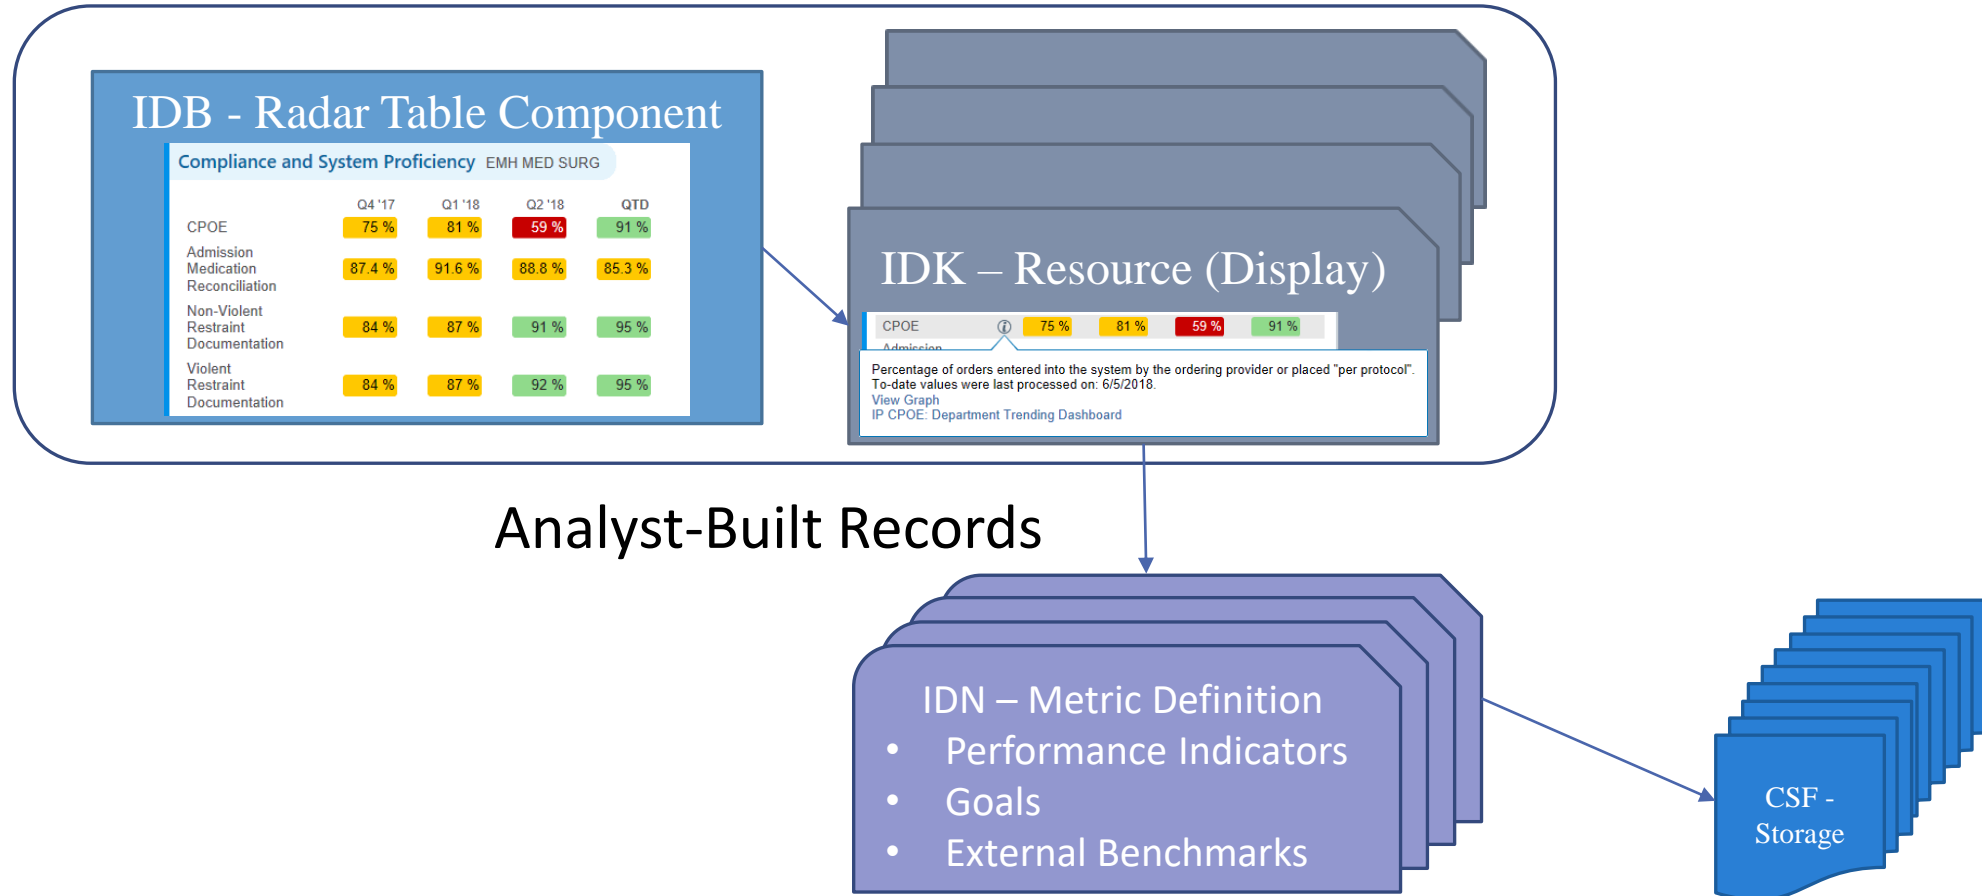 IDB - Radar Table Component
Compliance and System Proficiency EMH MED SURG
Q4 '17 Q1 '18 Q2 '18 QTD
CPOE 75 % 81 % 59 % 91 %
Admission
Medication 87.4 % 91.6 % 88.8 % 85.3 %
Reconciliation
Non-Violent
Restraint 84 % 87 % 91 % 95 %
Documentation
Violent
Restraint 84 % 87 % 92 % 95 %
Documentation
IDK – Resource (Display)
CPOE i 75 % 81 % 59 % 91 %
Admission
Percentage of orders entered into the system by the ordering provider or placed "per protocol".
To-date values were last processed on: 6/5/2018.
View Graph
IP CPOE: Department Trending Dashboard
Analyst-Built Records
IDN – Metric Definition
• Performance Indicators
• Goals
• External Benchmarks
CSF -
Storage